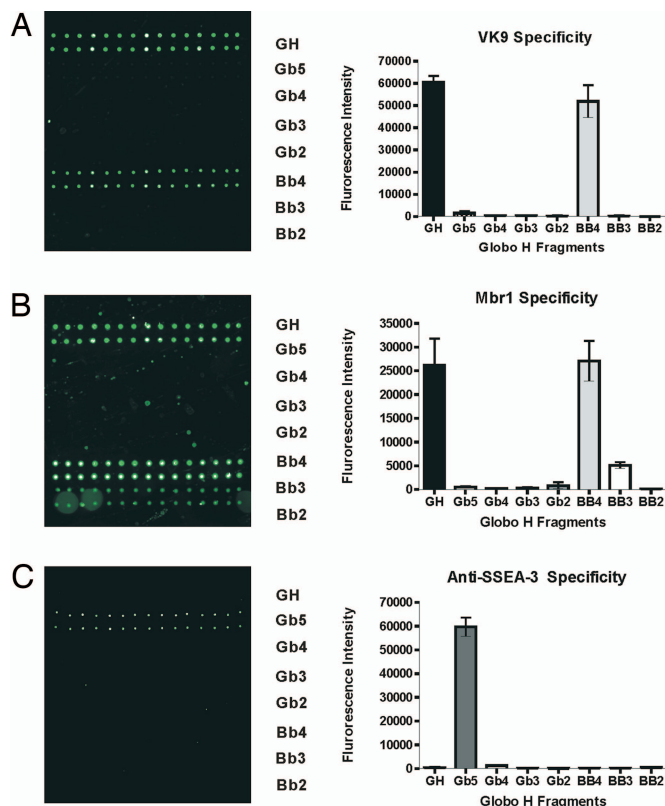 A
GH
Gb5
Gb4
Gb3
Gb2
Bb4
Bb3
Bb2
VK9 Specificity
Flurorescence Intensity
70000
60000
50000
40000
30000
20000
10000
0
GH Gb5 Gb4 Gb3 Gb2 BB4 BB3 BB2
Globo H Fragments
B
GH
Gb5
Gb4
Gb3
Gb2
Bb4
Bb3
Bb2
Mbr1 Specificity
Flurorescence Intensity
35000
30000
25000
20000
15000
10000
5000
0
GH Gb5 Gb4 Gb3 Gb2 BB4 BB3 BB2
Globo H Fragments
C
GH
Gb5
Gb4
Gb3
Gb2
Bb4
Bb3
Bb2
Anti-SSEA-3 Specificity
Flurorescence Intensity
70000
60000
50000
40000
30000
20000
10000
0
GH Gb5 Gb4 Gb3 Gb2 BB4 BB3 BB2
Globo H Fragments